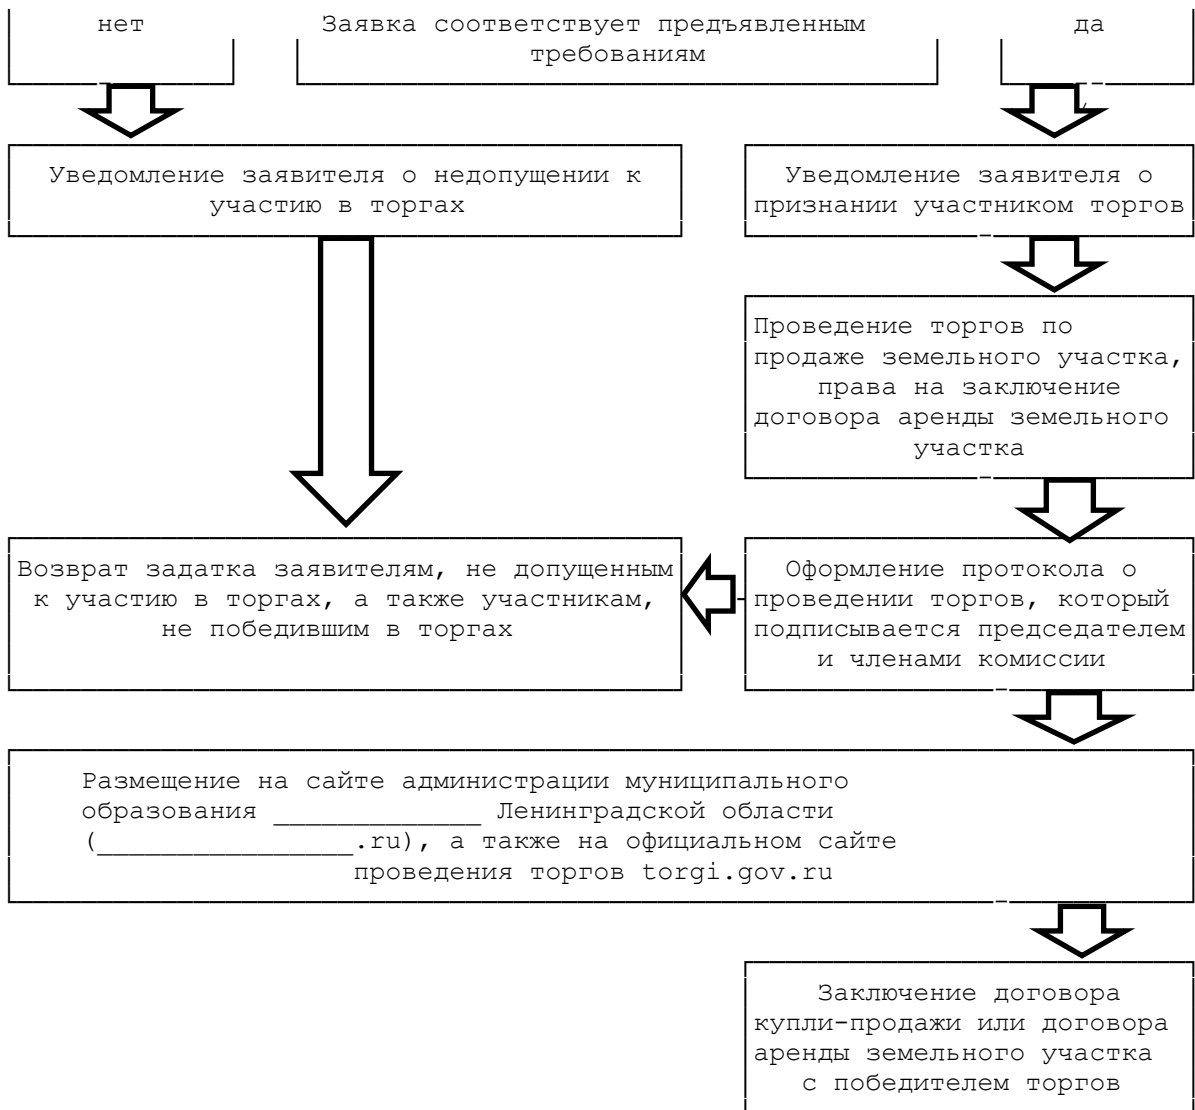 нет
Заявка соответствует предъявленным
требованиям
да
Уведомление заявителя о недопущении к
участию в торгах
Уведомление заявителя о
признании участником торгов
Проведение торгов по
продаже земельного участка,
права на заключение
договора аренды земельного
участка
Возврат задатка заявителям, не допущенным
к участию в торгах, а также участникам,
не победившим в торгах
Оформление протокола о
проведении торгов, который
подписывается председателем
и членами комиссии
Размещение на сайте администрации муниципального
образования _____________ Ленинградской области
(________________.ru), а также на официальном сайте
проведения торгов torgi.gov.ru
Заключение договора
купли-продажи или договора
аренды земельного участка
с победителем торгов